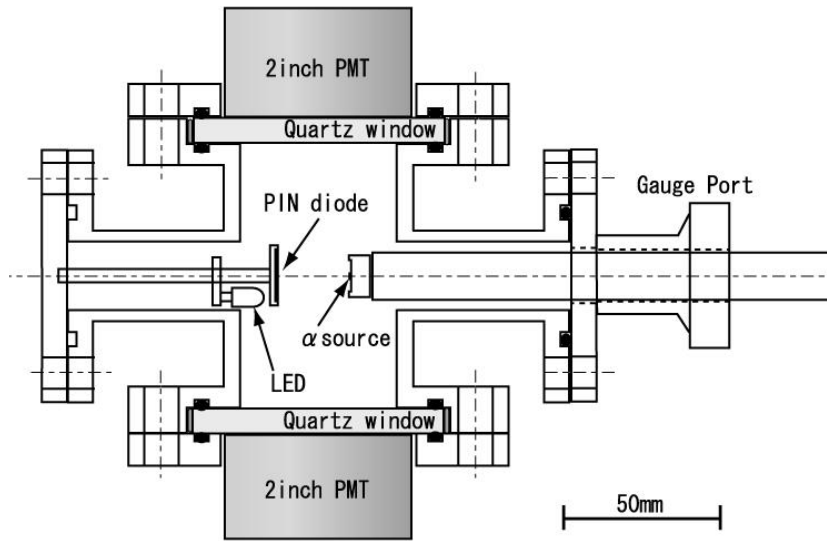 2inch PMT
Quartz window
Gauge Port
PIN diode
α source
LED
Quartz window
2inch PMT
50mm